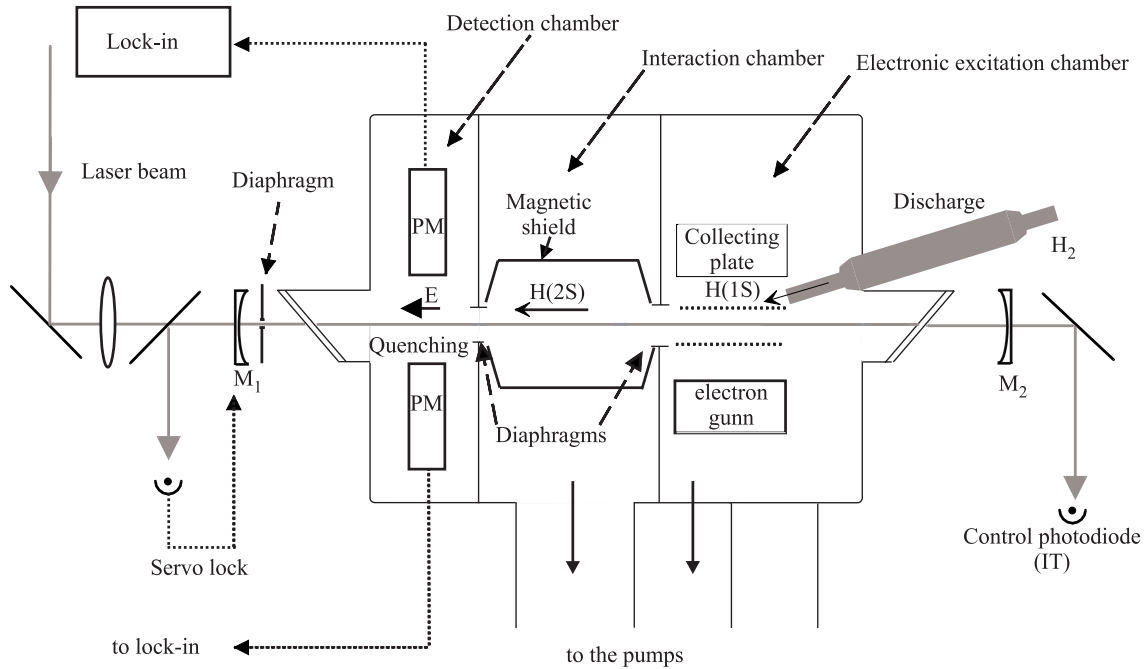 Detection chamber
Lock-in
Interaction chamber
Electronic excitation chamber
Laser beam
Diaphragm
Magnetic
shield
Discharge
PM
Collecting
plate
H2
E
H(2S)
H(1S)
Quenching
M1
M2
PM
electron
gunn
Diaphragms
Servo lock
Control photodiode
(IT)
to lock-in
to the pumps